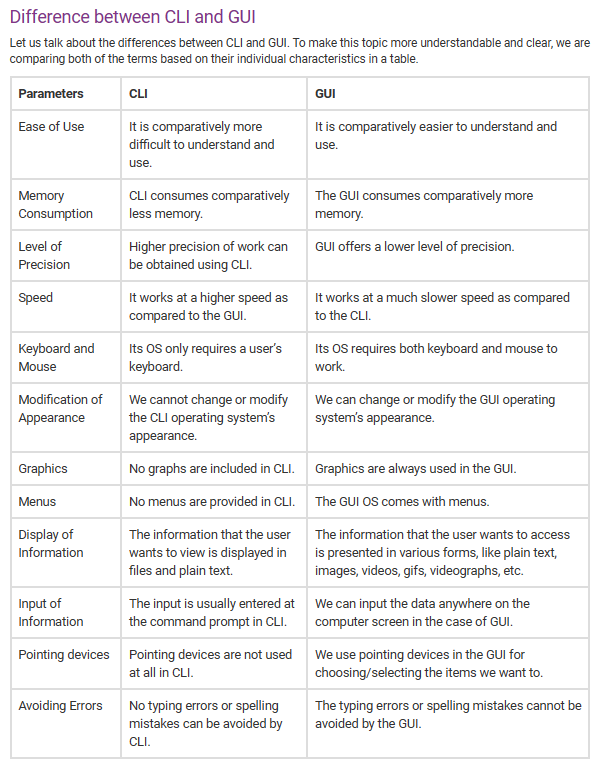 Difference between CLI and GUI
Let us talk about the differences between CLI and GUI. To make this topic more understandable and clear, we are
comparing both of the terms based on their individual characteristics in a table.
Parameters CLI GUI
Ease of Use It is comparatively more It is comparatively easier to understand and
difficult to understand and use.
use.
Memory CLI consumes comparatively The GUI consumes comparatively more
Consumption less memory. memory.
Level of Higher precision of work can GUI offers a lower level of precision.
Precision be obtained using CLI.
Speed It works at a higher speed as It works at a much slower speed as compared
compared to the GUI. to the CLI.
Keyboard and Its OS only requires a user's Its OS requires both keyboard and mouse to
Mouse keyboard. work.
Modification of We cannot change or modify We can change or modify the GUI operating
Appearance the CLI operating system's system's appearance.
appearance.
Graphics No graphs are included in CLI. Graphics are always used in the GUI.
Menus No menus are provided in CLI. The GUI OS comes with menus.
Display of The information that the user The information that the user wants to access
Information wants to view is displayed in is presented in various forms, like plain text,
files and plain text. images, videos, gifs, videographs, etc.
Input of The input is usually entered at We can input the data anywhere on the
Information the command prompt in CLI. computer screen in the case of GUI.
Pointing devices Pointing devices are not used We use pointing devices in the GUI for
at all in CLI. choosing/selecting the items we want to.
Avoiding Errors No typing errors or spelling The typing errors or spelling mistakes cannot be
mistakes can be avoided by avoided by the GUI.
CLI.